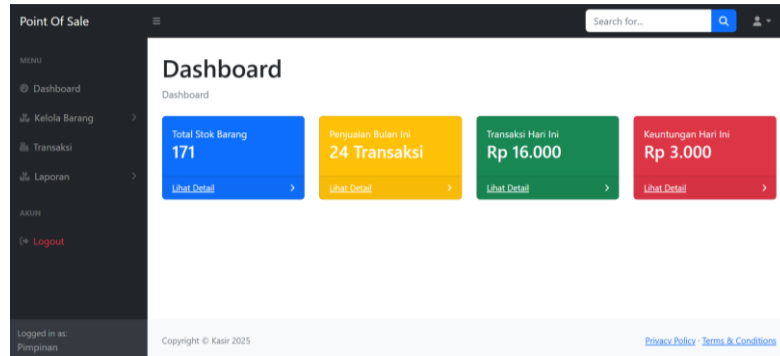 Point Of Sale
Search for...
MENU
Dashboard
Kelola Barang
Transaksi
Laporan
AKUN
Logout
Logged in as:
Pimpinan
Dashboard
Dashboard
Total Stok Barang
171
Lihat Detail
Penjualan Bulan Ini
24 Transaksi
Lihat Detail
Transaksi Hari Ini
Rp 16.000
Lihat Detail
Keuntungan Hari Ini
Rp 3.000
Lihat Detail
Copyright © Kasir 2025
Privacy Policy · Terms & Conditions